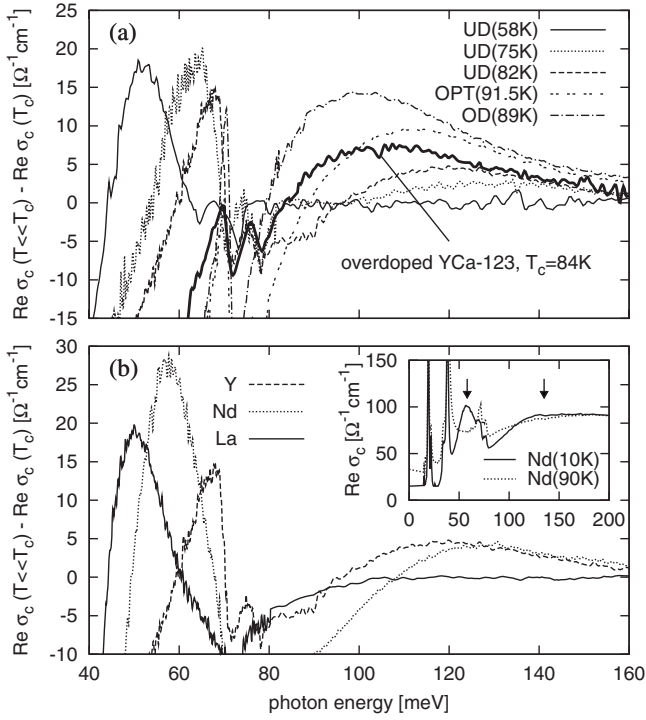 (a)
UD(58K)
UD(75K)
UD(82K)
OPT(91.5K)
OD(89K)
25
20
15
10
5
0
-5
-10
-15
Re σc (T<<Tc) - Re σc (Tc) [Ω-1cm-1]
overdoped YCa-123, Tc=84K
(b)
Y
Nd
La
30
25
20
15
10
5
0
-5
-10
Re σc (T<<Tc) - Re σc (Tc) [Ω-1cm-1]
150
100
50
0
Re σc [Ω-1cm-1]
Nd(10K)
Nd(90K)
0 50 100 150 200
40 60 80 100 120 140 160
photon energy [meV]